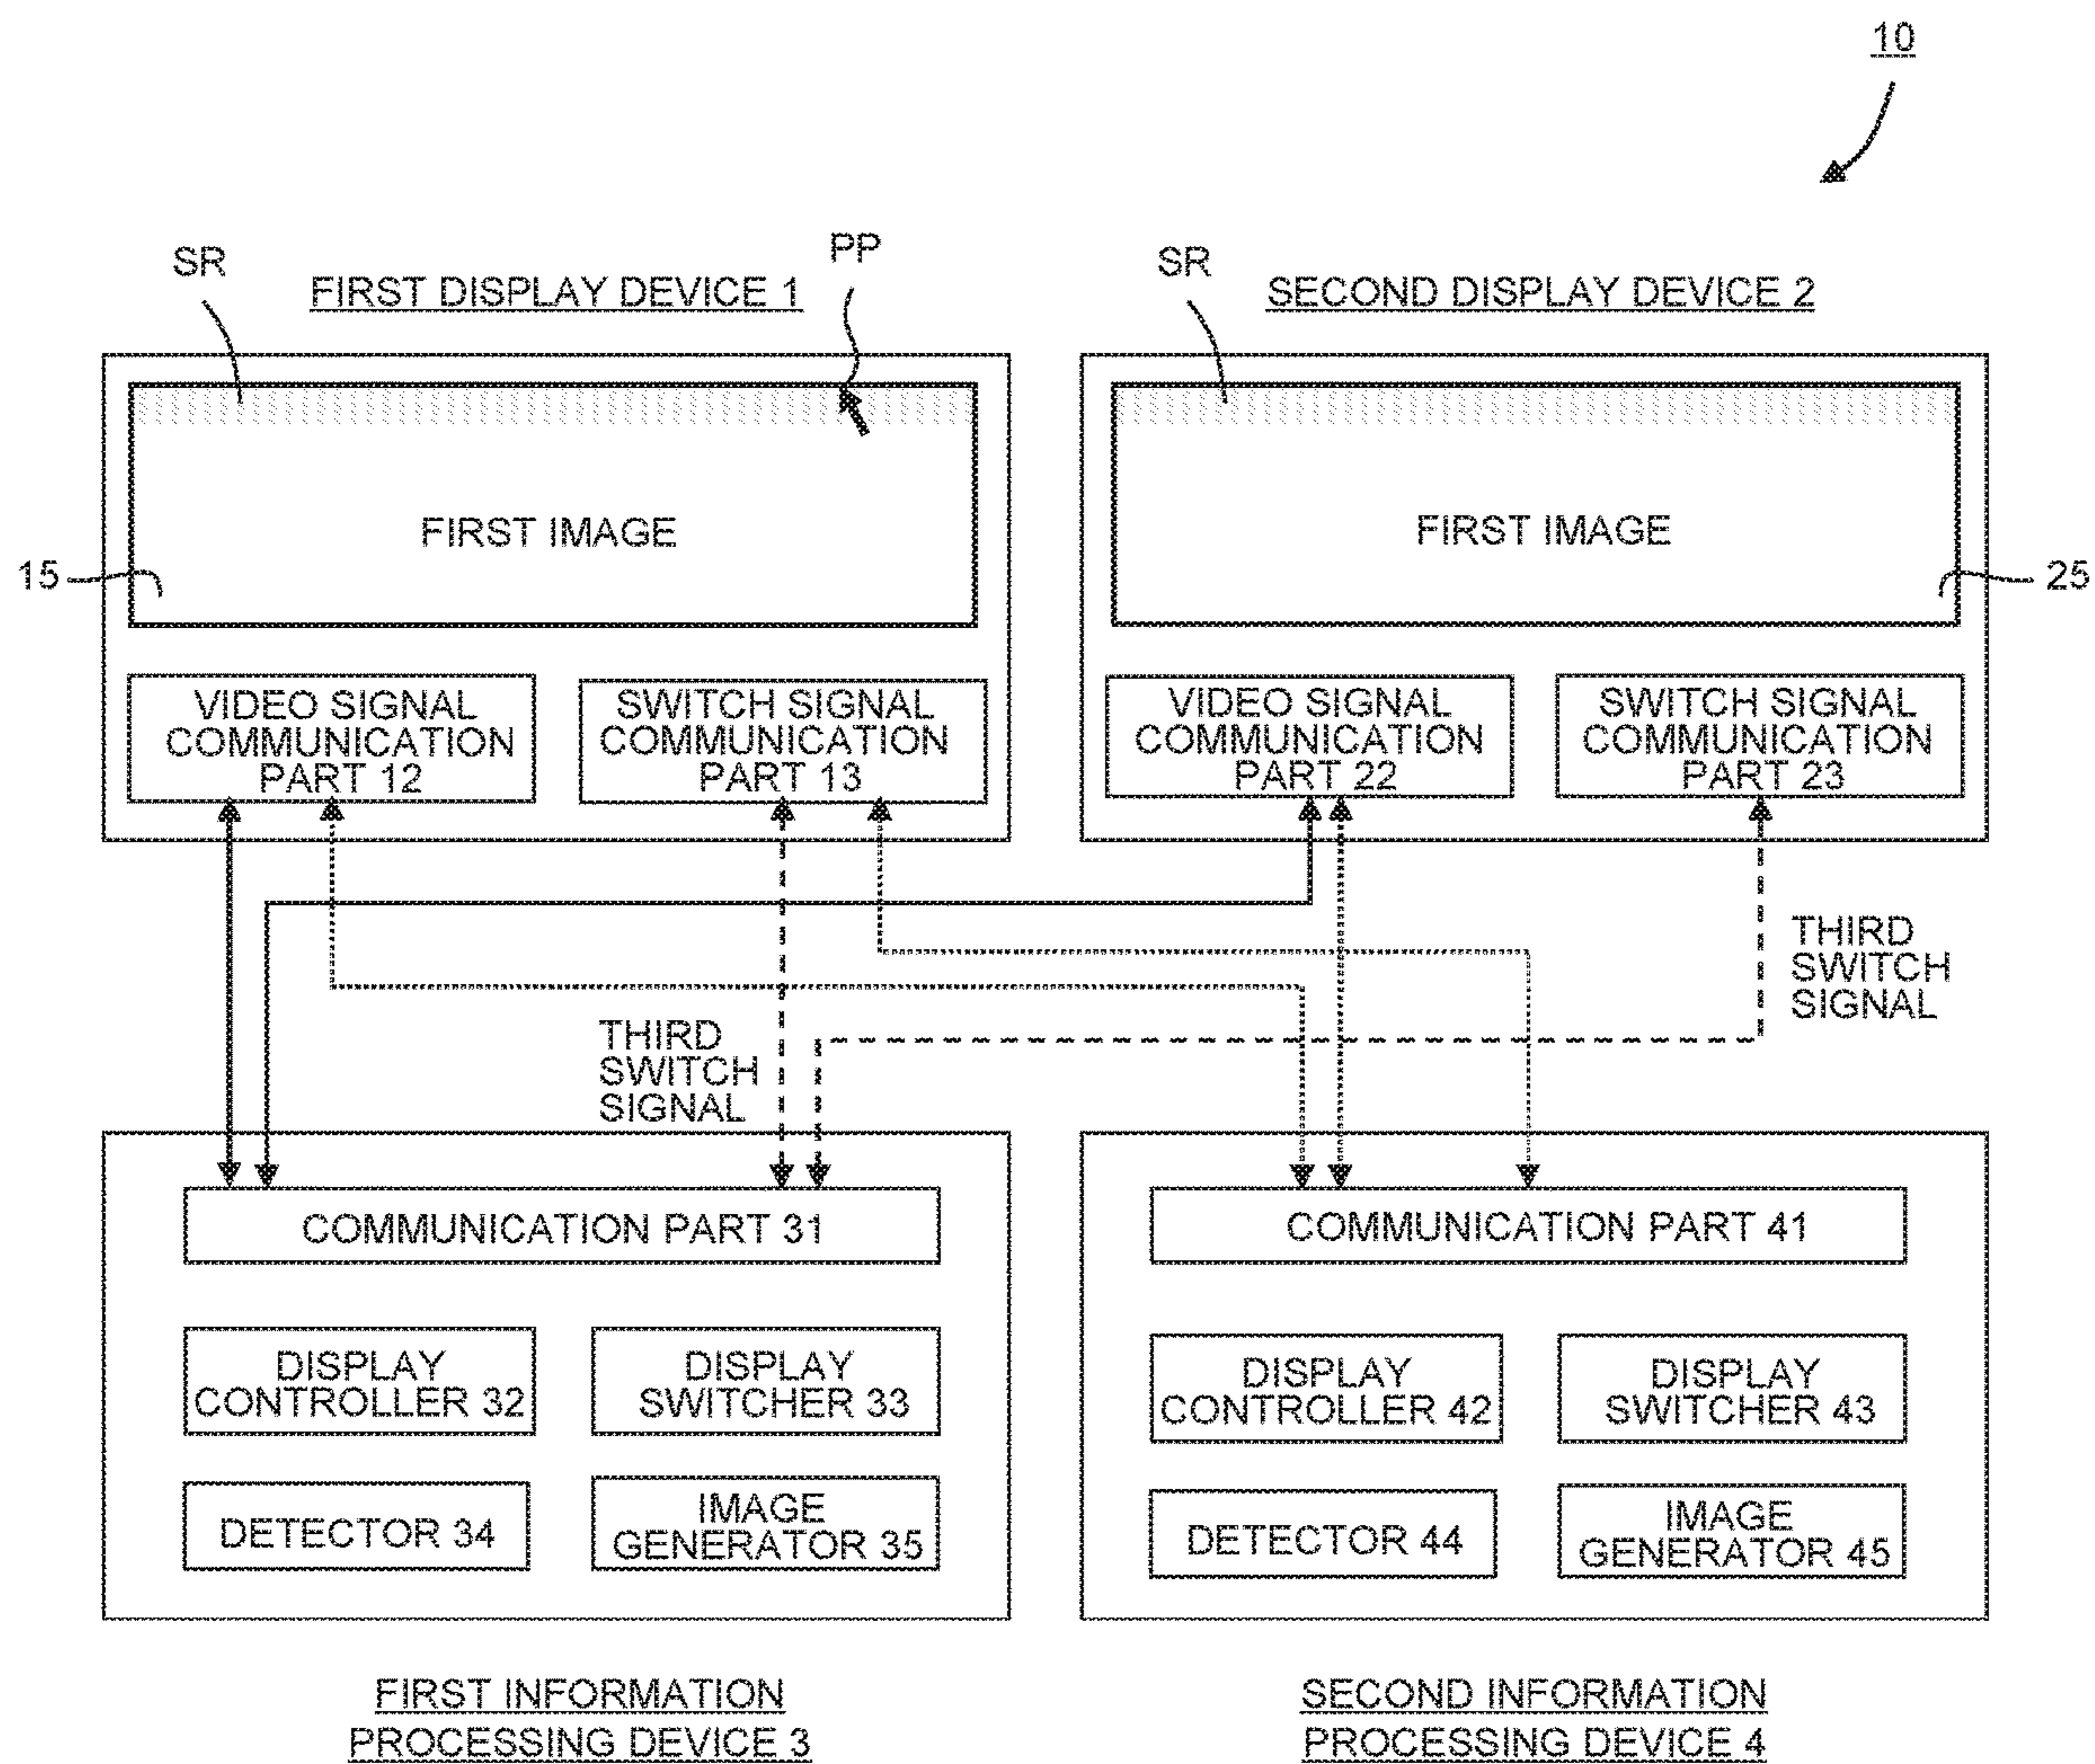 10
SR
PP
SR
FIRST DISPLAY DEVICE 1
SECOND DISPLAY DEVICE 2
FIRST IMAGE
FIRST IMAGE
15
25
VIDEO SIGNAL
COMMUNICATION
PART 12
SWITCH SIGNAL
COMMUNICATION
PART 13
VIDEO SIGNAL
COMMUNICATION
PART 22
SWITCH SIGNAL
COMMUNICATION
PART 23
THIRD
SWITCH
SIGNAL
THIRD
SWITCH
SIGNAL
COMMUNICATION PART 31
COMMUNICATION PART 41
DISPLAY
CONTROLLER 32
DISPLAY
SWITCHER 33
DISPLAY
CONTROLLER 42
DISPLAY
SWITCHER 43
DETECTOR 34
IMAGE
GENERATOR 35
DETECTOR 44
IMAGE
GENERATOR 45
FIRST INFORMATION
PROCESSING DEVICE 3
SECOND INFORMATION
PROCESSING DEVICE 4